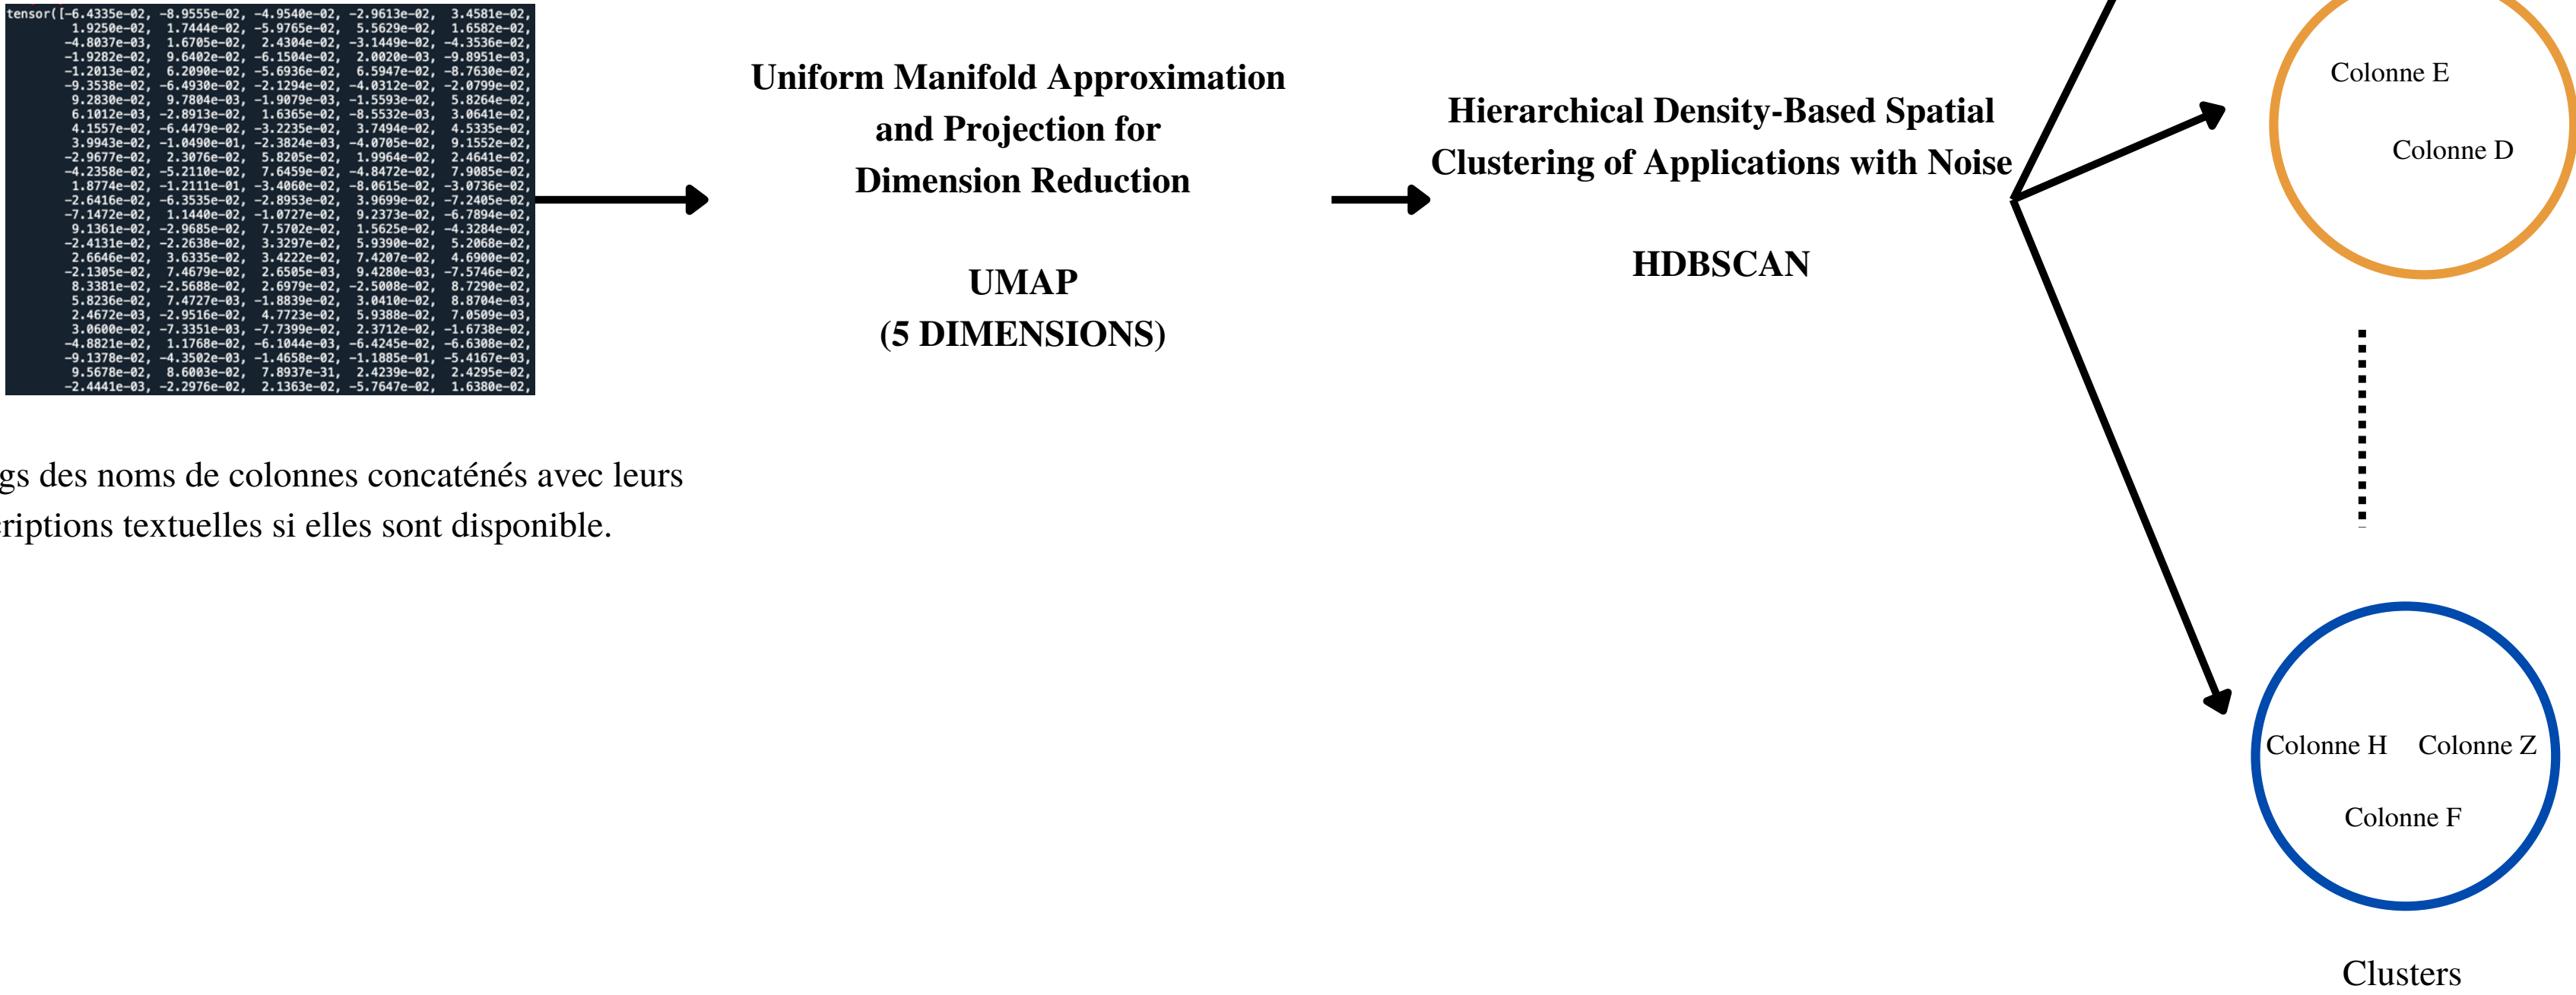 tensor([-6.4335e-02, -8.9555e-02, -4.9540e-02, -2.9613e-02, 3.4581e-02,
1.9250e-02, 1.7444e-02, -5.9765e-02, 5.5629e-02, 1.6582e-02,
-4.8037e-03, 1.6705e-02, 2.4304e-02, -3.1449e-02, -4.3536e-02,
-1.9282e-02, 9.6402e-02, -6.1504e-02, 2.0020e-03, -9.8951e-03,
-1.2013e-02, 6.2090e-02, -5.6936e-02, 6.5947e-02, -8.7630e-02,
-9.3538e-02, -6.4930e-02, -2.1294e-02, -4.0312e-02, -2.0799e-02,
9.2830e-02, 9.7804e-03, -1.9079e-03, -1.5593e-02, 5.8264e-02,
6.1012e-03, -2.8913e-02, 1.6365e-02, -8.5532e-03, 3.0641e-02,
4.1557e-02, -6.4479e-02, -3.2235e-02, 3.7494e-02, 4.5335e-02,
3.9943e-02, -1.0490e-01, -2.3824e-03, -4.0705e-02, 9.1552e-02,
-2.9677e-02, 2.3076e-02, 5.8205e-02, 1.9964e-02, 2.4641e-02,
-4.2358e-02, -5.2110e-02, 7.6459e-02, -4.8472e-02, 7.9085e-02,
1.8774e-02, -1.2111e-01, -3.4060e-02, -8.0615e-02, -3.0736e-02,
-2.6416e-02, -6.3535e-02, -2.8953e-02, 3.9699e-02, -7.2405e-02,
-7.1472e-02, 1.1440e-02, -1.0727e-02, 9.2373e-02, -6.7894e-02,
9.1361e-02, -2.9685e-02, 7.5702e-02, 1.5625e-02, -4.3284e-02,
-2.4131e-02, -2.2638e-02, 3.3297e-02, 5.9390e-02, 5.2068e-02,
2.6646e-02, 3.6335e-02, 3.4222e-02, 7.4207e-02, 4.6900e-02,
-2.1305e-02, 7.4679e-02, 2.6505e-03, 9.4280e-03, -7.5746e-02,
8.3381e-02, -2.5688e-02, 2.6979e-02, -2.5008e-02, 8.7290e-02,
5.8236e-02, 7.4727e-03, -1.8839e-02, 3.0410e-02, 8.8704e-03,
2.4672e-03, -2.9516e-02, 4.7723e-02, 5.9388e-02, 7.0509e-03,
3.0600e-02, -7.3351e-03, -7.7399e-02, 2.3712e-02, -1.6738e-02,
-4.8821e-02, 1.1768e-02, -6.1044e-03, -6.4245e-02, -6.6308e-02,
-9.1378e-02, -4.3502e-03, -1.4658e-02, -1.1885e-01, -5.4167e-03,
9.5678e-02, 8.6003e-02, 7.8937e-31, 2.4239e-02, 2.4295e-02,
-2.4441e-03, -2.2976e-02, 2.1363e-02, -5.7647e-02, 1.6380e-02,
gs des noms de colonnes concaténés avec leurs
criptions textuelles si elles sont disponible.
Uniform Manifold Approximation
and Projection for
Dimension Reduction
UMAP
(5 DIMENSIONS)
Hierarchical Density-Based Spatial
Clustering of Applications with Noise
HDBSCAN
Colonne E
Colonne D
Colonne H Colonne Z
Colonne F
Clusters